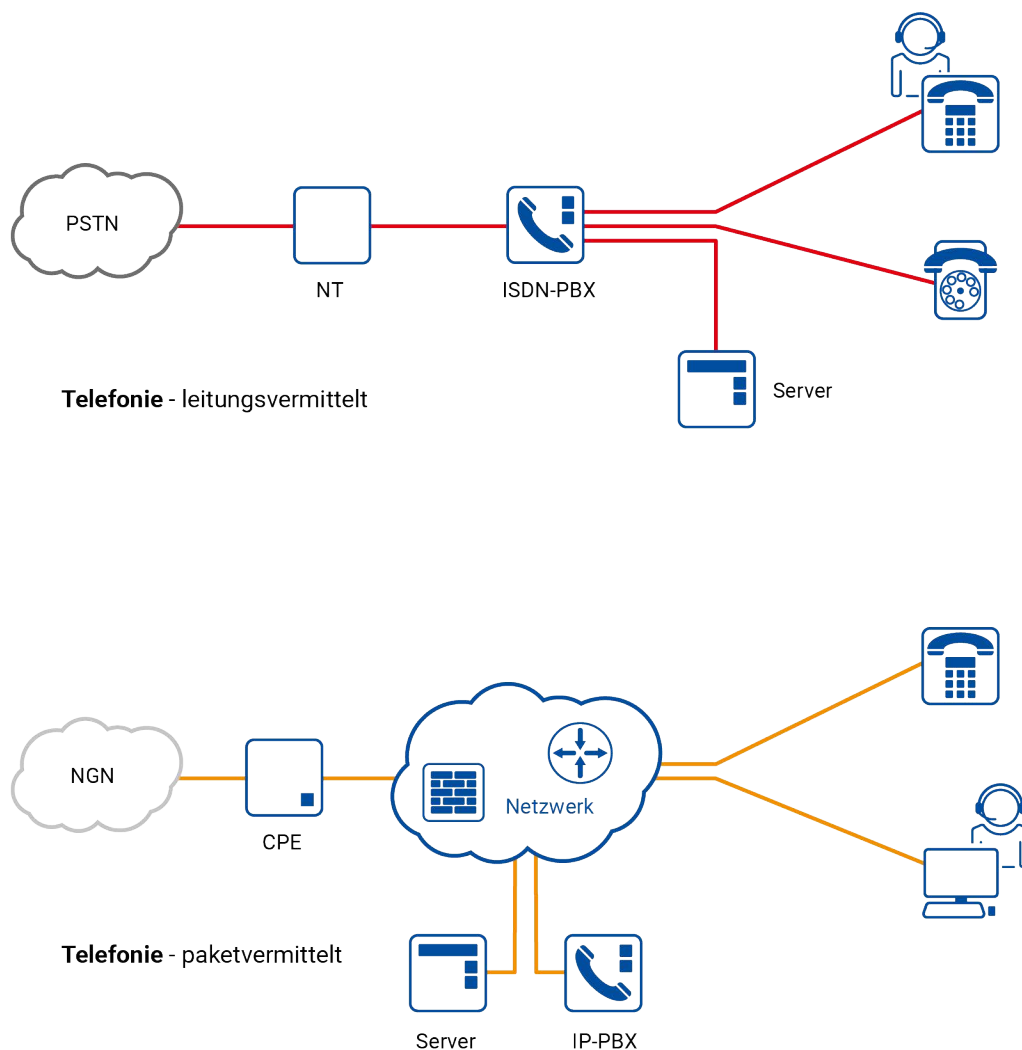 PSTN
NT
ISDN-PBX
Server
Telefonie - leitungsvermittelt
NGN
CPE
Netzwerk
Telefonie - paketvermittelt
Server
IP-PBX